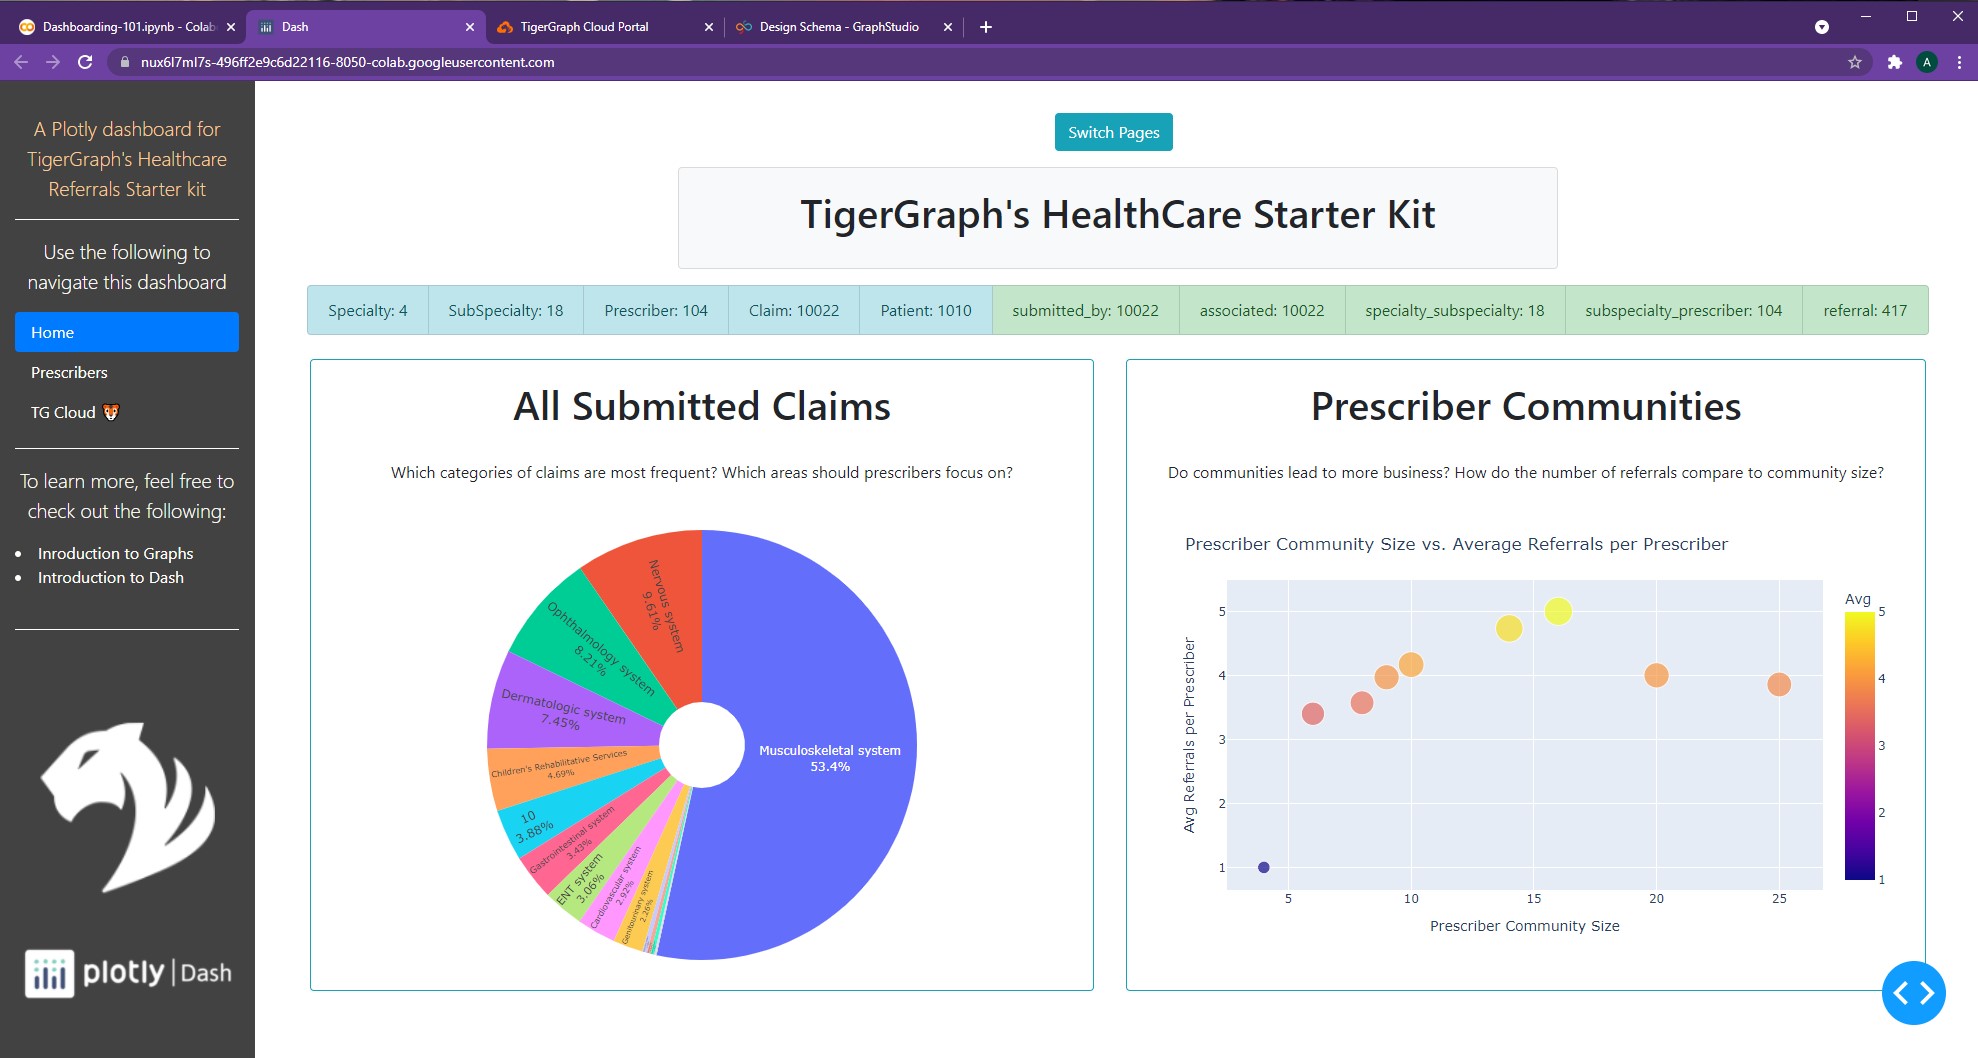 Dashboarding-101.ipynb - Colab
Dash
TigerGraph Cloud Portal
Design Schema - GraphStudio
nux6l7ml7s-496ff2e9c6d22116-8050-colab.googleusercontent.com
A
A Plotly dashboard for
TigerGraph's Healthcare
Referrals Starter kit
Use the following to
navigate this dashboard
Home
Prescribers
TG Cloud 🐯
To learn more, feel free to
check out the following:
Inroduction to Graphs
Introduction to Dash
plotly | Dash
Switch Pages
TigerGraph's HealthCare Starter Kit
Specialty: 4
SubSpecialty: 18
Prescriber: 104
Claim: 10022
Patient: 1010
submitted_by: 10022
associated: 10022
specialty_subspecialty: 18
subspecialty_prescriber: 104
referral: 417
All Submitted Claims
Which categories of claims are most frequent? Which areas should prescribers focus on?
Nervous system
9.61%
Ophthalmology system
8.21%
Dermatologic system
7.45%
Children's Rehabilitative Services
4.69%
10
3.88%
Gastrointestinal system
3.43%
ENT system
3.06%
Cardiovascular system
2.92%
Genitourinary system
2.26%
Musculoskeletal system
53.4%
Prescriber Communities
Do communities lead to more business? How do the number of referrals compare to community size?
Prescriber Community Size vs. Average Referrals per Prescriber
Avg Referrals per Prescriber
5
4
3
2
1
5
10
15
20
25
Prescriber Community Size
Avg
5
4
3
2
1